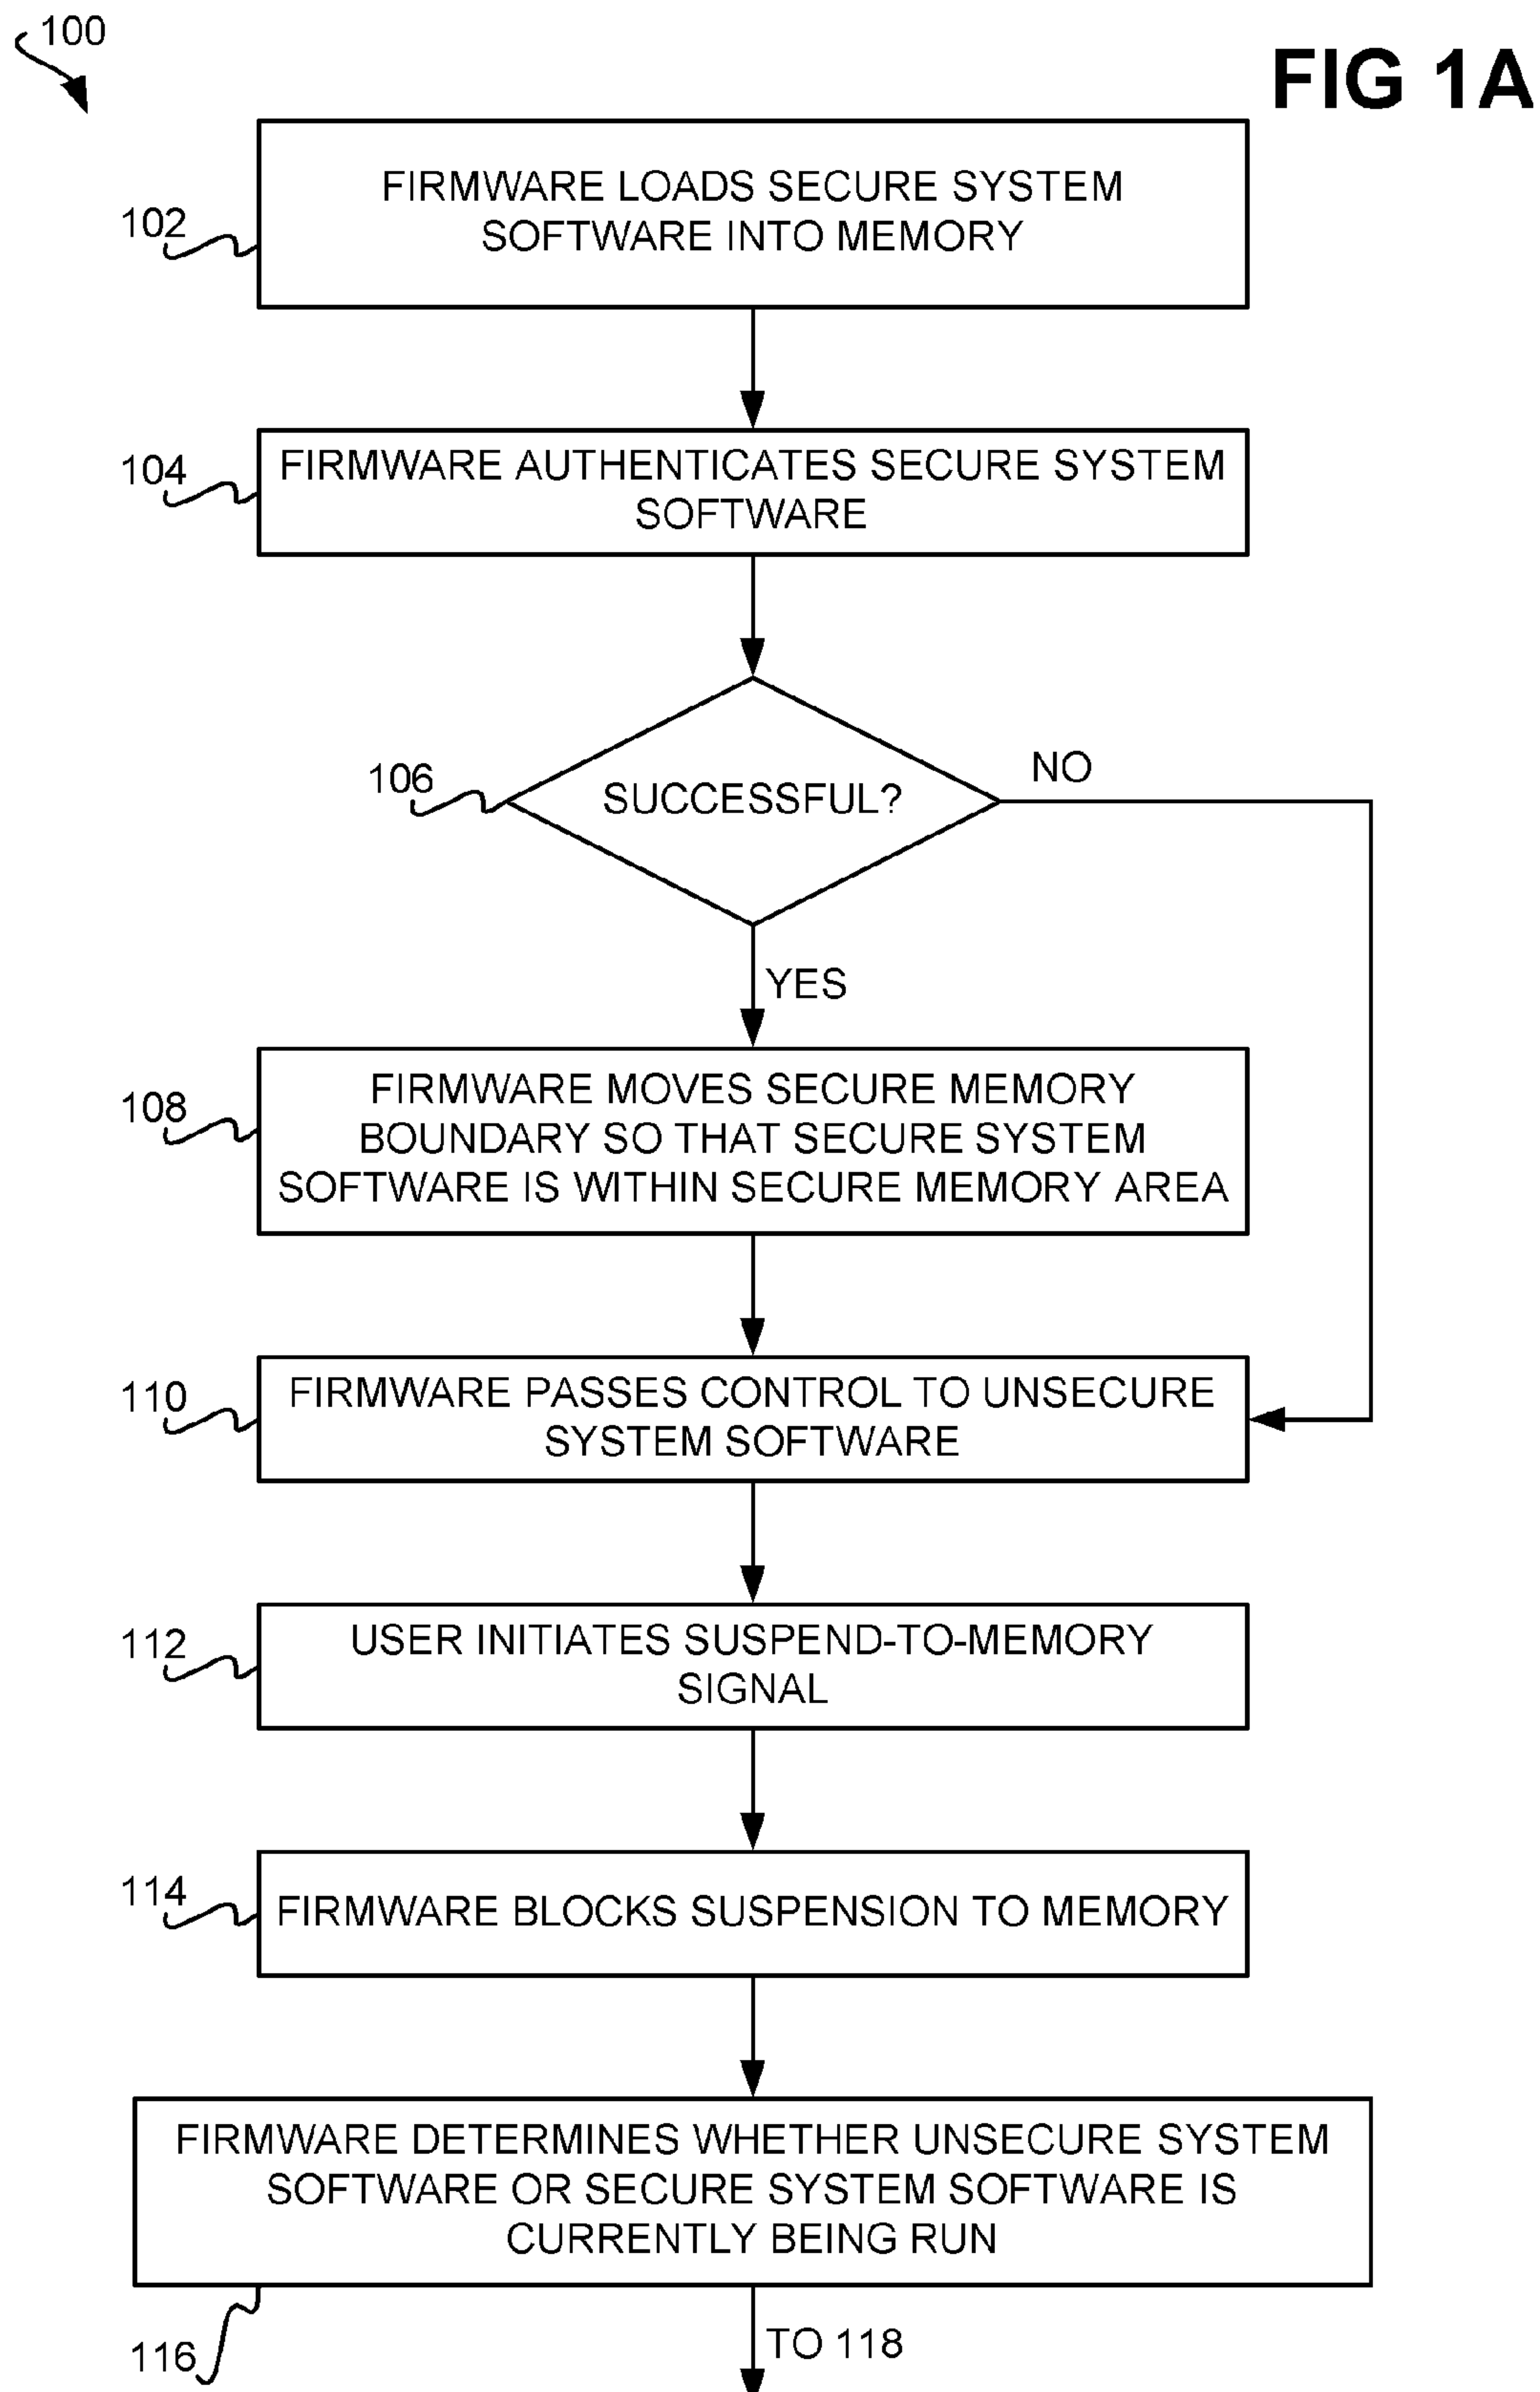 100
FIG 1A
FIRMWARE LOADS SECURE SYSTEM
SOFTWARE INTO MEMORY
102
FIRMWARE AUTHENTICATES SECURE SYSTEM
SOFTWARE
104
SUCCESSFUL?
106
NO
YES
FIRMWARE MOVES SECURE MEMORY
BOUNDARY SO THAT SECURE SYSTEM
SOFTWARE IS WITHIN SECURE MEMORY AREA
108
FIRMWARE PASSES CONTROL TO UNSECURE
SYSTEM SOFTWARE
110
USER INITIATES SUSPEND-TO-MEMORY
SIGNAL
112
FIRMWARE BLOCKS SUSPENSION TO MEMORY
114
FIRMWARE DETERMINES WHETHER UNSECURE SYSTEM
SOFTWARE OR SECURE SYSTEM SOFTWARE IS
CURRENTLY BEING RUN
116
TO 118